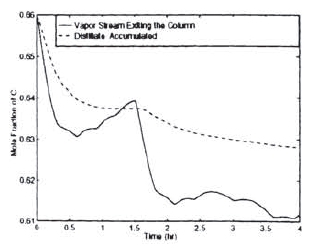 0.66
0.65
0.64
0.63
0.62
0.61
Mole Fraction of C
Vapor Stream Exiting the Column
Distillate Accumulated
0 0.5 1 1.5 2 2.5 3 3.5 4
Time (hr)